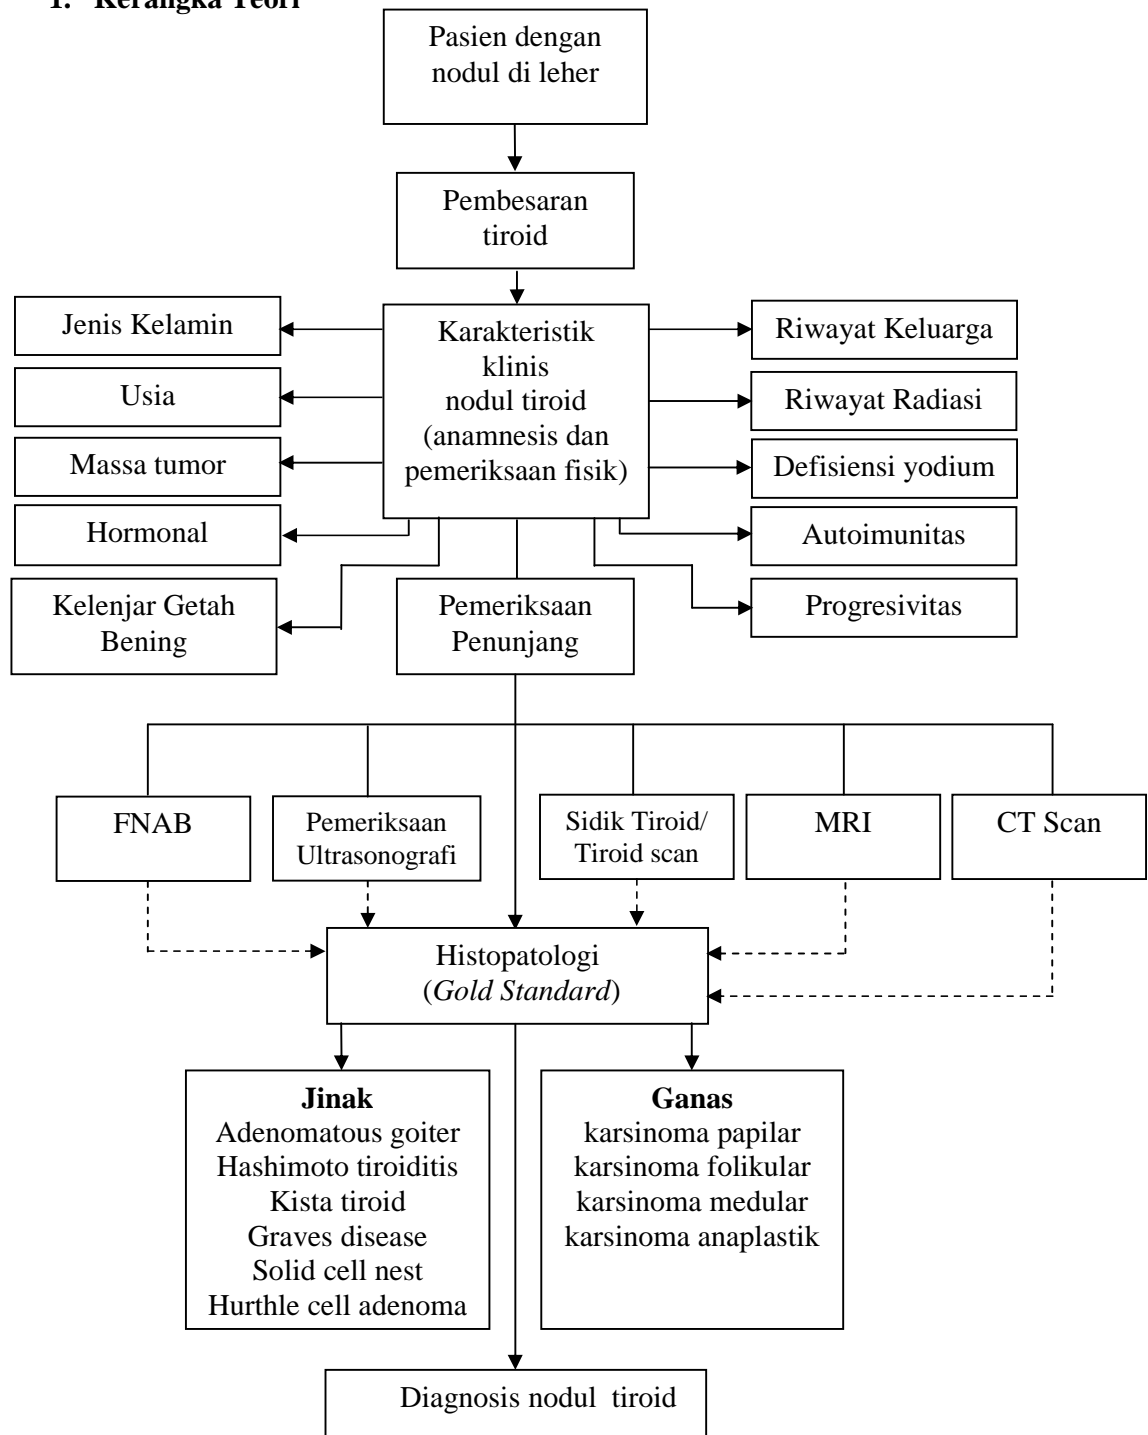 1. Kerangka Teori
Pasien dengan
nodul di leher
Pembesaran
tiroid
Jenis Kelamin
Usia
Massa tumor
Hormonal
Kelenjar Getah
Bening
Karakteristik
klinis
nodul tiroid
(anamnesis dan
pemeriksaan fisik)
Riwayat Keluarga
Riwayat Radiasi
Defisiensi yodium
Autoimunitas
Progresivitas
Pemeriksaan
Penunjang
FNAB
Pemeriksaan
Ultrasonografi
Sidik Tiroid/
Tiroid scan
MRI
CT Scan
Histopatologi
(Gold Standard)
Jinak
Adenomatous goiter
Hashimoto tiroiditis
Kista tiroid
Graves disease
Solid cell nest
Hurthle cell adenoma
Ganas
karsinoma papilar
karsinoma folikular
karsinoma medular
karsinoma anaplastik
Diagnosis nodul tiroid